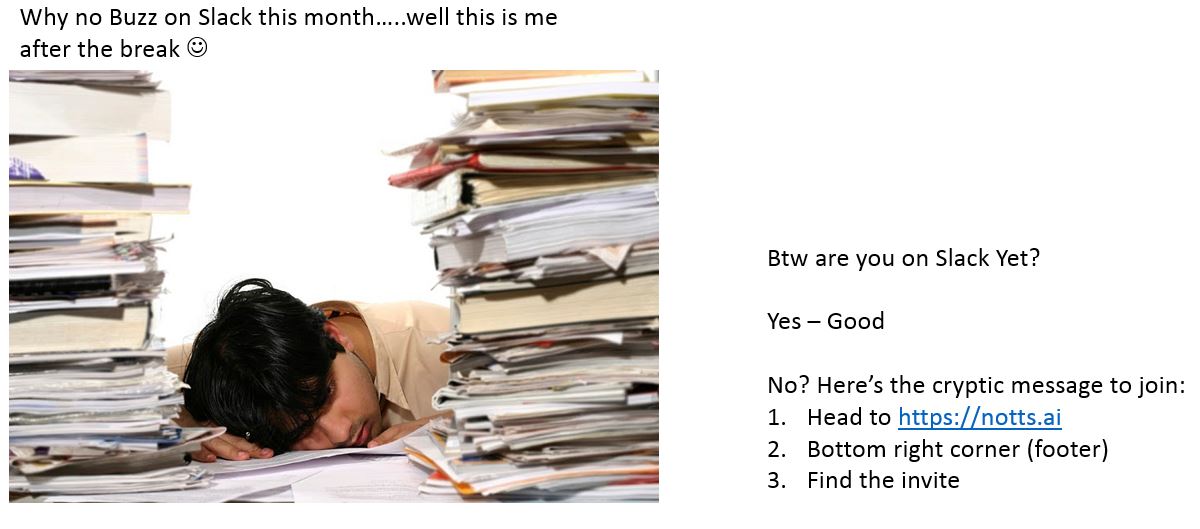 Why no Buzz on Slack this month…..well this is me
after the break ☺
Btw are you on Slack Yet?
Yes – Good
No? Here’s the cryptic message to join:
1. Head to https://notts.ai
2. Bottom right corner (footer)
3. Find the invite